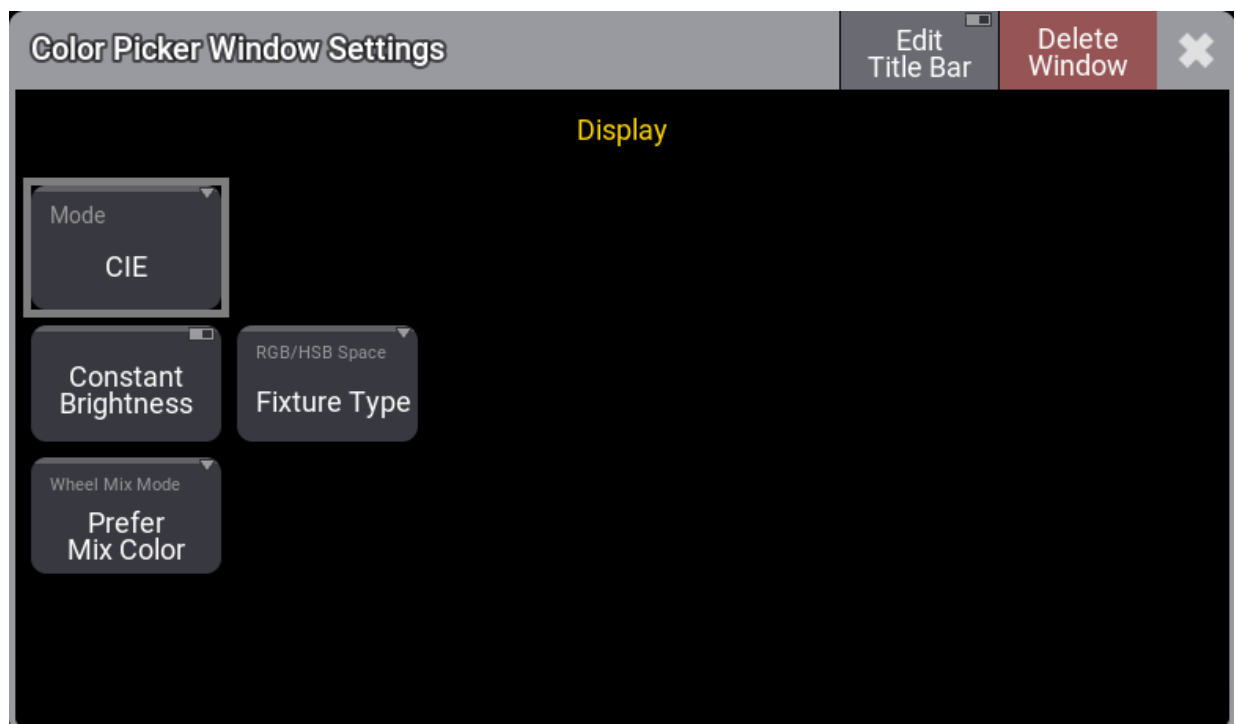 Color Picker Window Settings
Edit
Title Bar
Delete
Window
Display
Mode
CIE
Constant
Brightness
RGB/HSB Space
Fixture Type
Wheel Mix Mode
Prefer
Mix Color